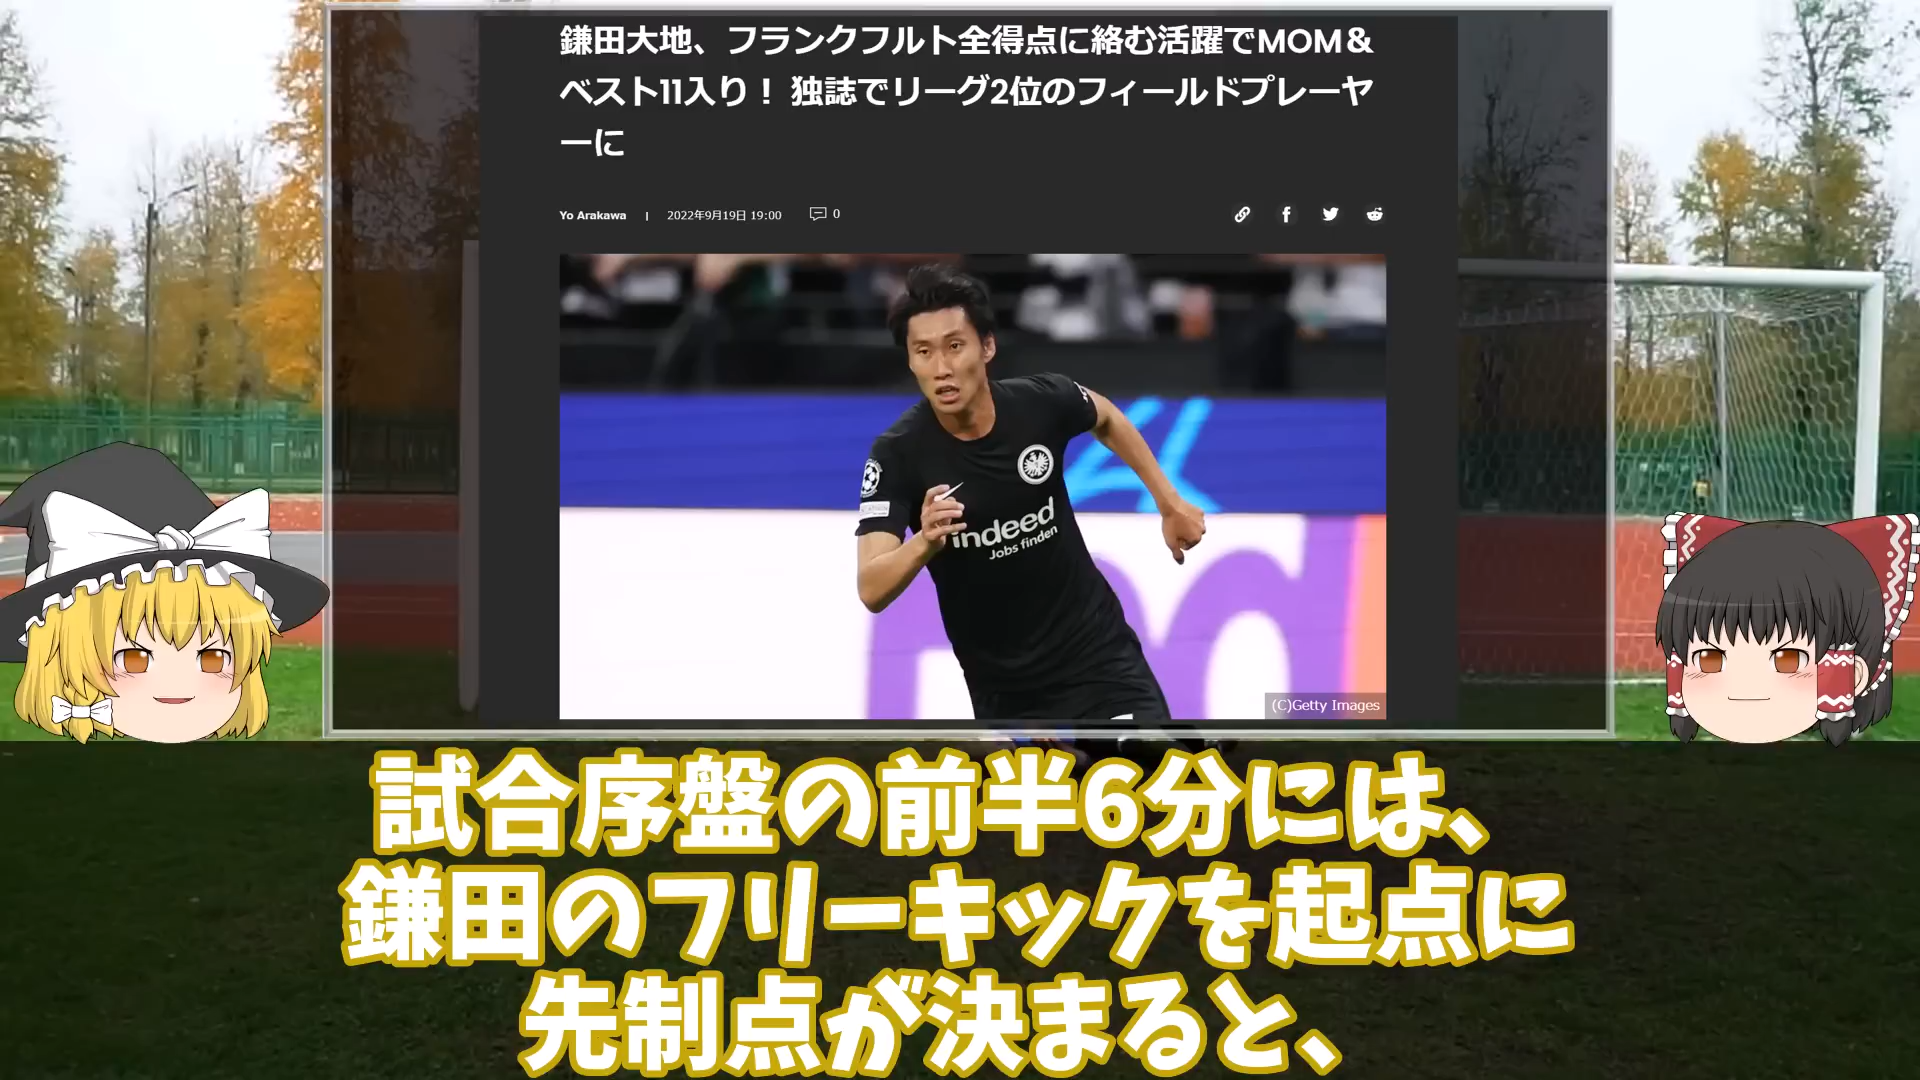 鎌田大地、フランクフルト全得点に絡む活躍でMOM＆
ベスト11入り！ 独誌でリーグ2位のフィールドプレーヤ
ーに
Yo Arakawa | 2022年9月19日 19:00 0
indeed
Jobs finden
(C)Getty Images
試合序盤の前半6分には、
鎌田のフリーキックを起点に
先制点が決まると、